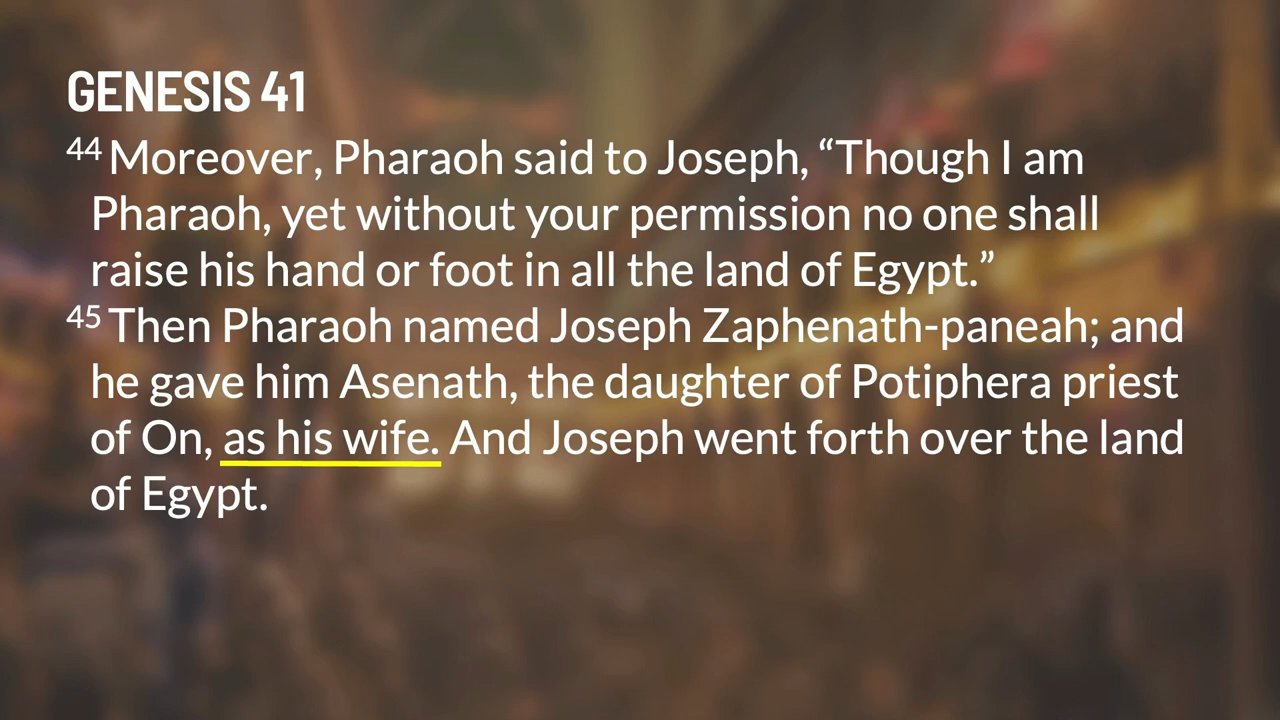 GENESIS 41
44 Moreover, Pharaoh said to Joseph, “Though I am
Pharaoh, yet without your permission no one shall
raise his hand or foot in all the land of Egypt.”
45 Then Pharaoh named Joseph Zaphenath-paneah; and
he gave him Asenath, the daughter of Potiphera priest
of On, as his wife. And Joseph went forth over the land
of Egypt.